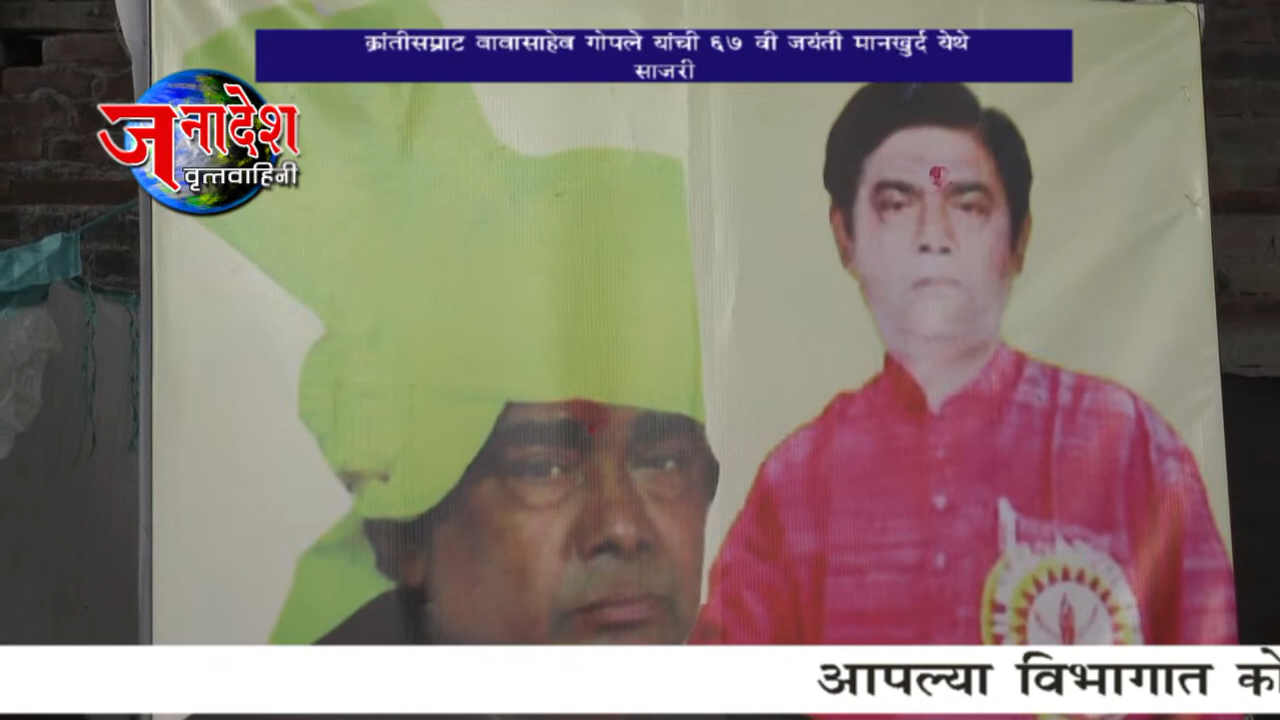 क्रांतीसम्राट वावासाहेव गोपले यांची ६७ वी जयंती मानखुर्द येथे
साजरी
जनादेश
वृत्तवाहिनी
आपल्या विभागात को